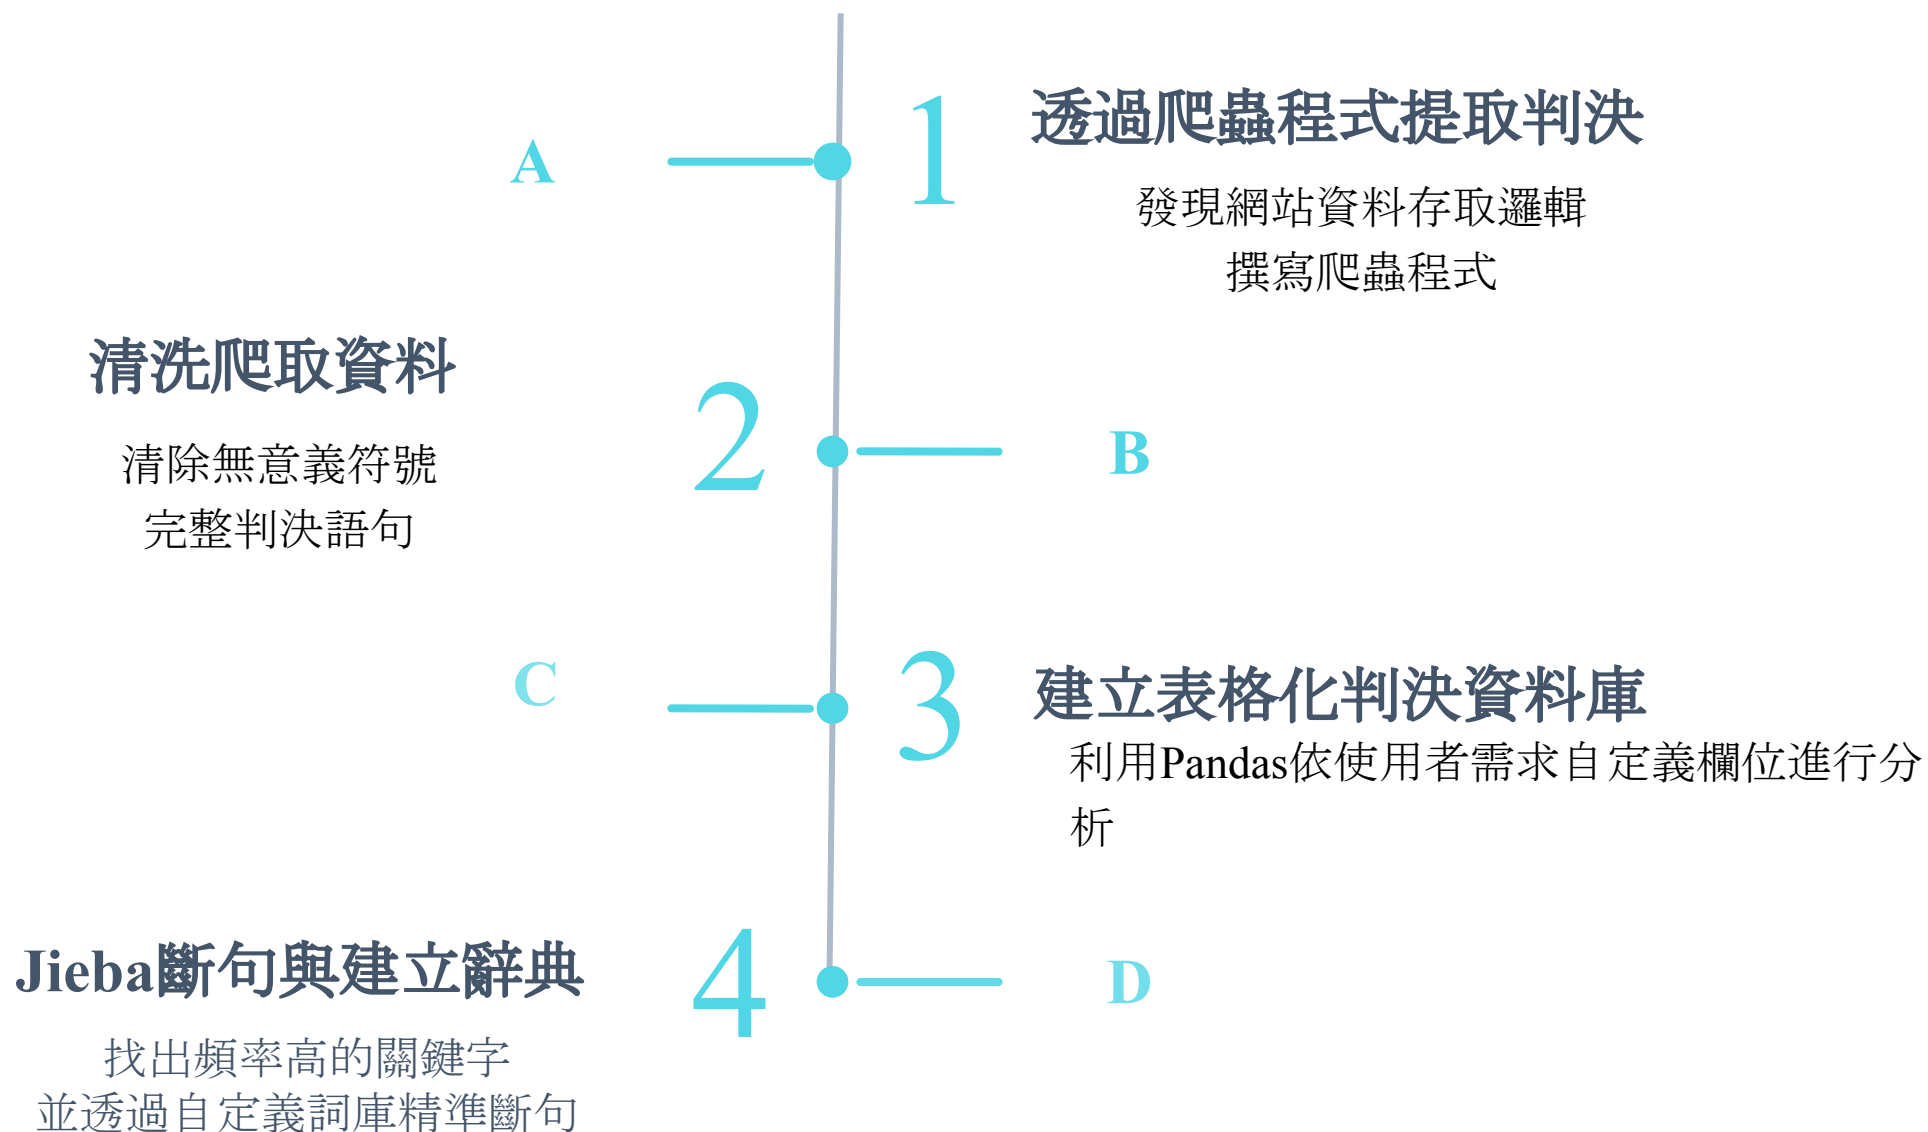 A
1
透過爬蟲程式提取判決
發現網站資料存取邏輯
撰寫爬蟲程式
清洗爬取資料
清除無意義符號
完整判決語句
2
B
C
3
建立表格化判決資料庫
利用Pandas依使用者需求自定義欄位進行分
析
Jieba斷句與建立辭典
找出頻率高的關鍵字
並透過自定義詞庫精準斷句
4
D